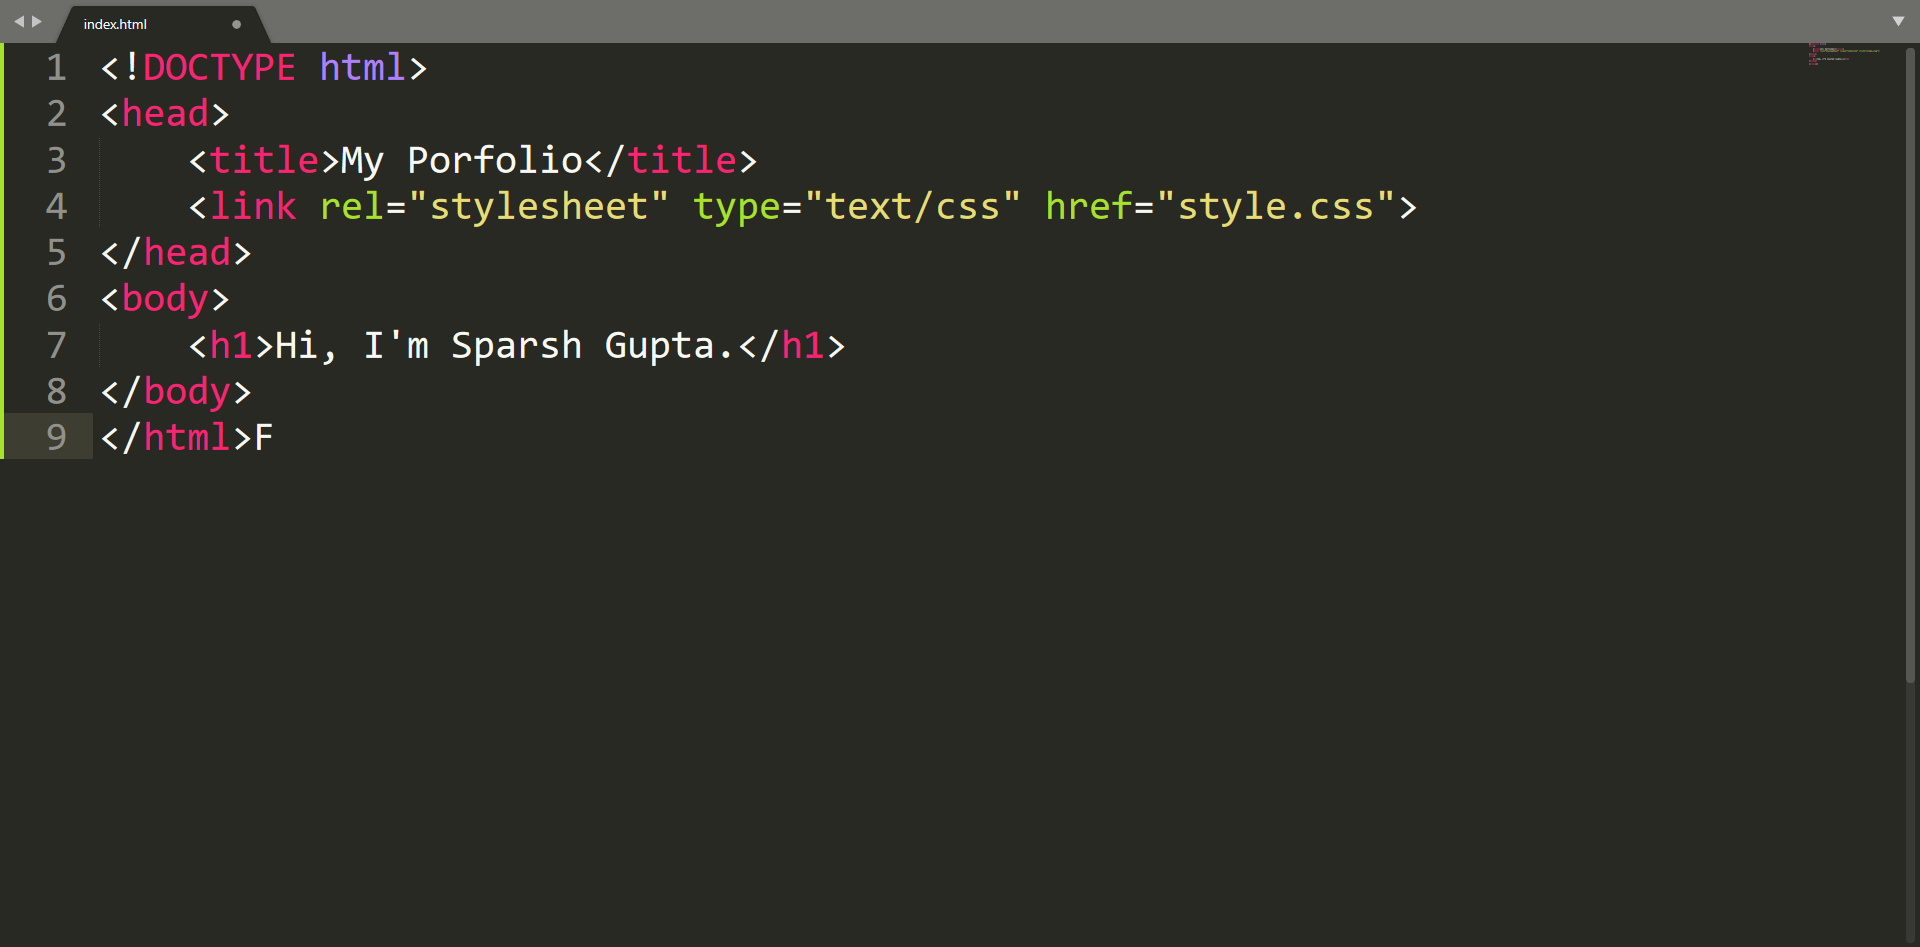 index.html
1 <!DOCTYPE html>
2 <head>
3     <title>My Porfolio</title>
4     <link rel="stylesheet" type="text/css" href="style.css">
5 </head>
6 <body>
7     <h1>Hi, I'm Sparsh Gupta.</h1>
8 </body>
9 </html>F